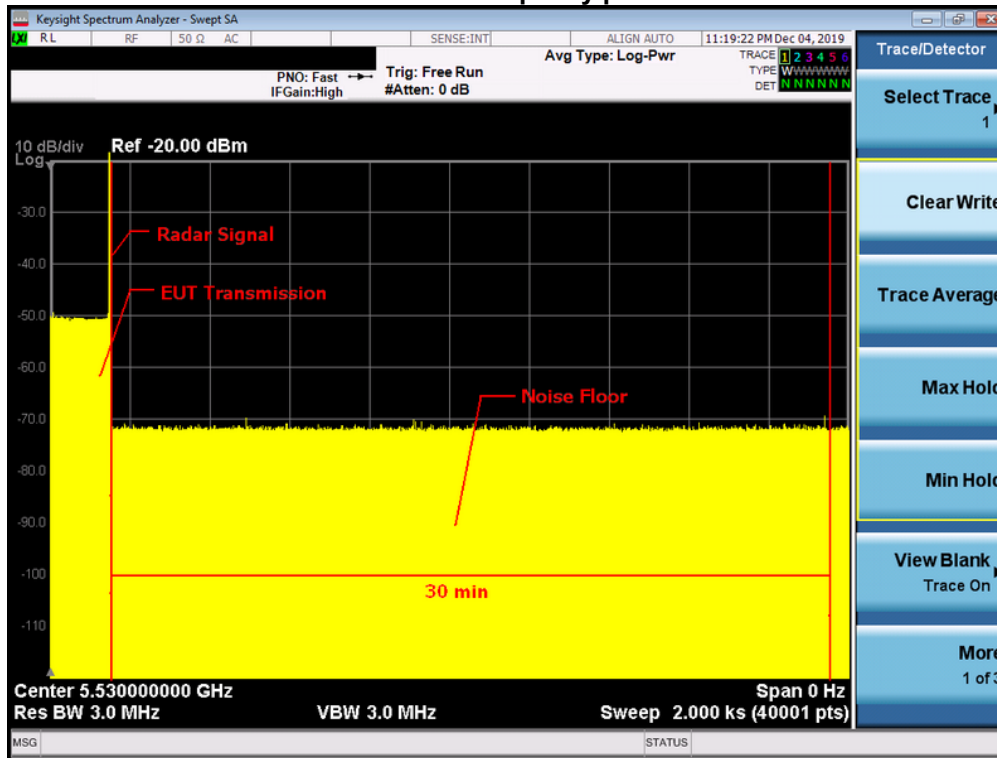 Keysight Spectrum Analyzer - Swept SA
LXI RL RF 50 Ω AC SENSE:INT ALIGN AUTO 11:19:22 PM Dec 04, 2019
Trace/Detector
PNO: Fast
IFGain:High
Trig: Free Run
#Atten: 0 dB
Avg Type: Log-Pwr
TRACE 1 2 3 4 5 6
TYPE W WWWWWW
DET N N N N N N
Select Trace
1
10 dB/div Ref -20.00 dBm
Log
Clear Write
-30.0
Radar Signal
-40.0
EUT Transmission
Trace Average
-50.0
-60.0
Max Hold
Noise Floor
-70.0
-80.0
Min Hold
-90.0
-100
View Blank
Trace On
30 min
-110
More
1 of 3
Center 5.530000000 GHz Span 0 Hz
Res BW 3.0 MHz VBW 3.0 MHz Sweep 2.000 ks (40001 pts)
MSG STATUS